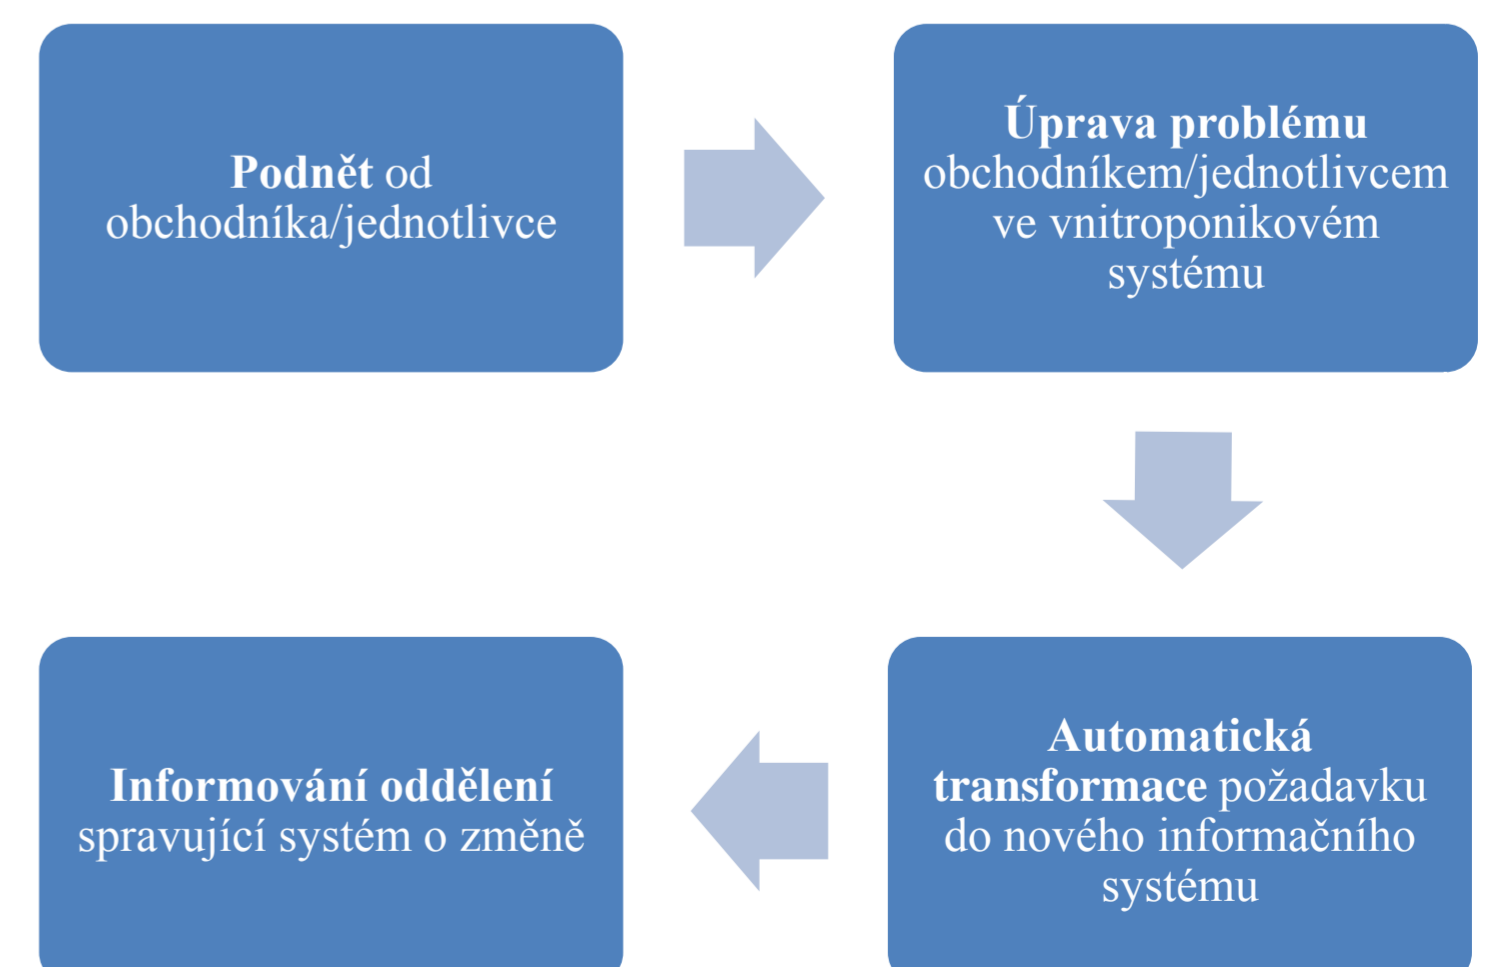 Podnět od
obchodníka/jednotlivce
Úprava problému
obchodníkem/jednotlivcem
ve vnitroponikovém
systému
Automatická
transformace požadavku
do nového informačního
systému
Informování oddělení
spravující systém o změně